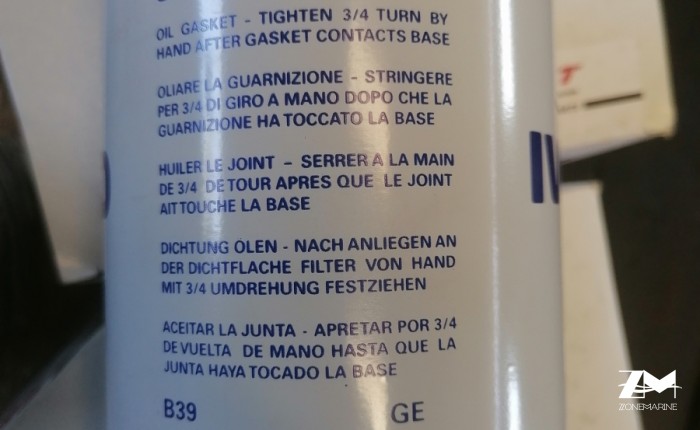 OIL GASKET - TIGHTEN 3/4 TURN BY
HAND AFTER GASKET CONTACTS BASE
OLIARE LA GUARNIZIONE - STRINGERE
PER 3/4 DI GIRO A MANO DOPO CHE LA
GUARNIZIONE HA TOCCATO LA BASE
HUILER LE JOINT - SERRER A LA MAIN
DE 3/4 DE TOUR APRES QUE LE JOINT
AIT TOUCHE LA BASE
DICHTUNG OLEN - NACH ANLIEGEN AN
DER DICHTFLACHE FILTER VON HAND
MIT 3/4 UMDREHUNG FESTZIEHEN
ACEITAR LA JUNTA - APRETAR POR 3/4
DE VUELTA DE MANO HASTA QUE LA
JUNTA HAYA TOCADO LA BASE
B39 GE
ZM
ZONEMARINE